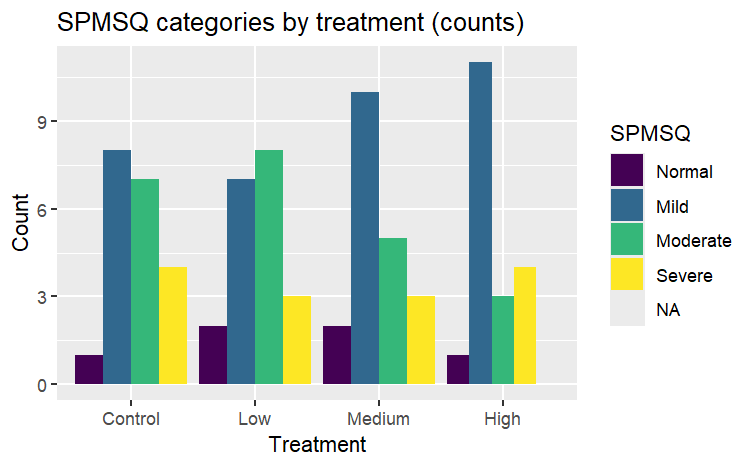 SPMSQ categories by treatment (counts)
Count
9
6
3
0
Control Low Medium High
Treatment
SPMSQ
Normal
Mild
Moderate
Severe
NA